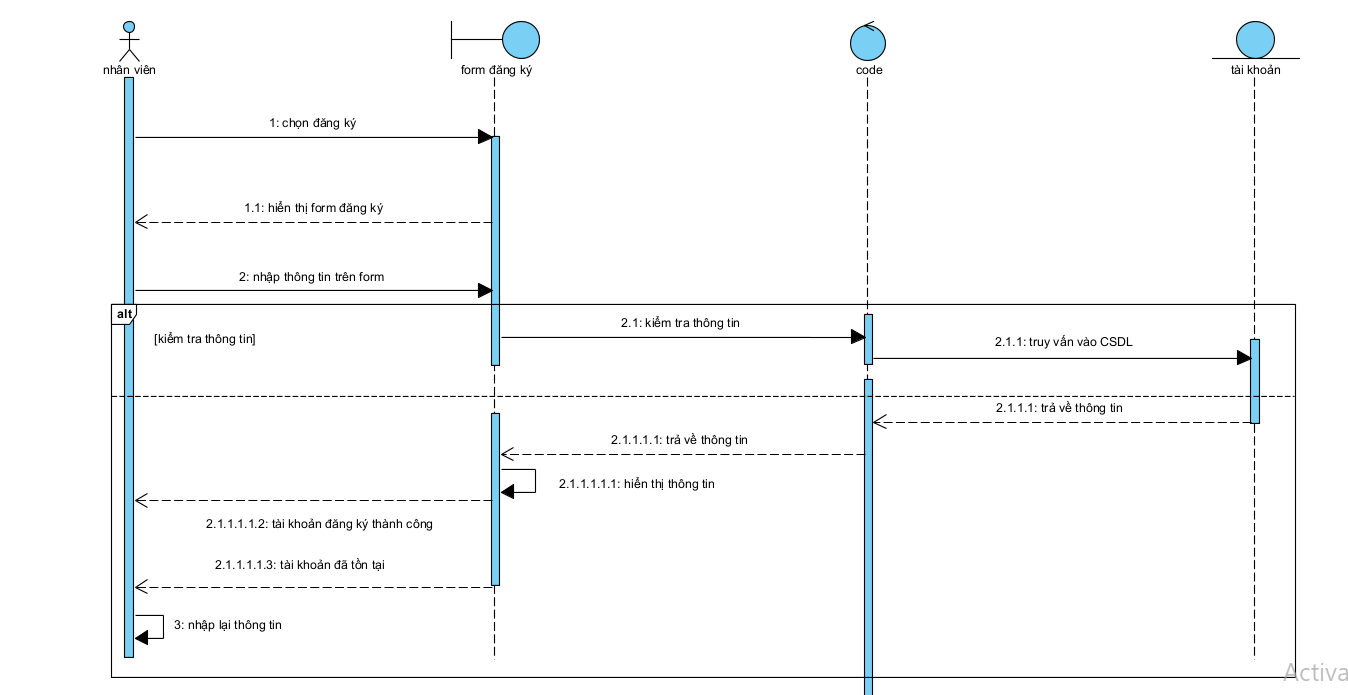 nhân viên
form đăng ký
code
tài khoản
1: chọn đăng ký
1.1: hiển thị form đăng ký
2: nhập thông tin trên form
alt
[kiểm tra thông tin]
2.1: kiểm tra thông tin
2.1.1: truy vấn vào CSDL
2.1.1.1: trả về thông tin
2.1.1.1.1: trả về thông tin
2.1.1.1.1.1: hiển thị thông tin
2.1.1.1.1.2: tài khoản đăng ký thành công
2.1.1.1.1.3: tài khoản đã tồn tại
3: nhập lại thông tin
Activa